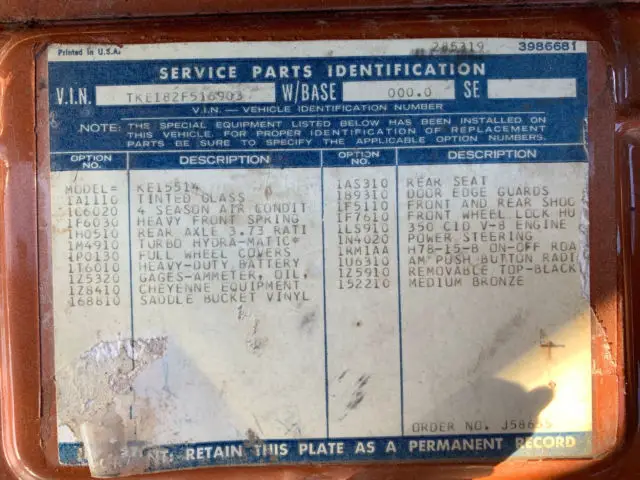 Printed in U.S.A. 285319 3986681
SERVICE PARTS IDENTIFICATION
V.I.N. TKE182F516903 W/BASE 000.0 SE
V.I.N. — VEHICLE IDENTIFICATION NUMBER
NOTE: THE SPECIAL EQUIPMENT LISTED BELOW HAS BEEN INSTALLED ON
THIS VEHICLE. FOR PROPER IDENTIFICATION OF REPLACEMENT
PARTS BE SURE TO SPECIFY THE APPLICABLE OPTION NUMBERS.
OPTION NO. DESCRIPTION OPTION NO. DESCRIPTION
MODEL= KE15514
1A1110 TINTED GLASS
1C6020 4 SEASON AIR CONDIT
1F6030 HEAVY FRONT SPRING
1H0510 REAR AXLE 3.73 RATI
1M4910 TURBO HYDRA-MATIC*
1P0130 FULL WHEEL COVERS
1T6010 HEAVY-DUTY BATTERY
1Z5320 GAGES-AMMETER, OIL,
1Z8410 CHEYENNE EQUIPMENT
168810 SADDLE BUCKET VINYL
1AS310 REAR SEAT
1B9310 DOOR EDGE GUARDS
1F5110 FRONT AND REAR SHOC
1F7610 FRONT WHEEL LOCK HU
1LS910 350 CID V-8 ENGINE
1N4020 POWER STEERING
1RM1AA H78-15-B ON-OFF ROA
1U6310 AM PUSH BUTTON RADI
1Z5910 REMOVABLE TOP-BLACK
152210 MEDIUM BRONZE
ORDER NO.
RETAIN THIS PLATE AS A PERMANENT RECORD